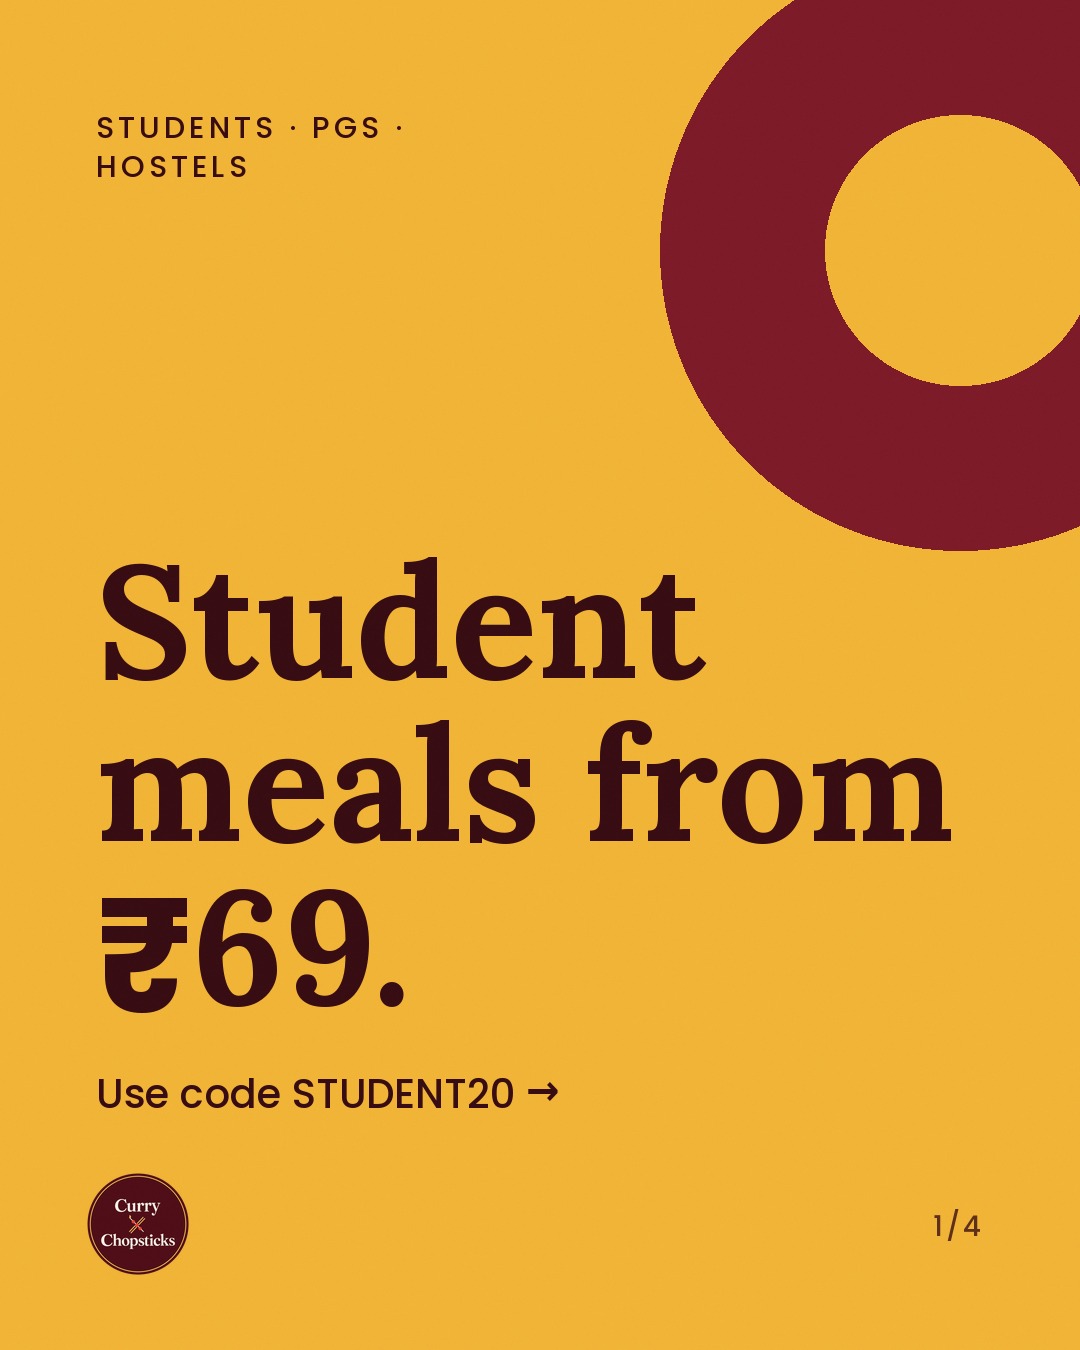 STUDENTS · PGS ·
HOSTELS
Student
meals from
₹69.
Use code STUDENT20 →
Curry
Chopsticks
1/4